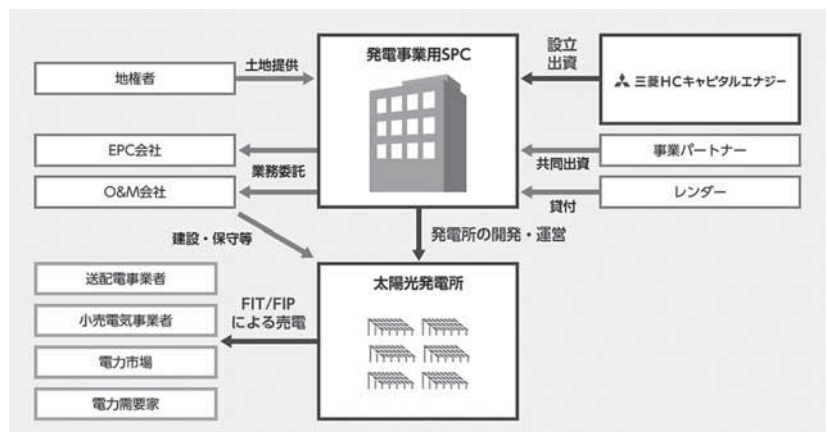 発電事業用SPC
設立
出資
三菱HCキャピタルエナジー
地権者
土地提供
EPC会社
O&M会社
業務委託
共同出資
事業パートナー
貸付
レンダー
建設・保守等
発電所の開発・運営
太陽光発電所
FIT/FIP
による売電
送配電事業者
小売電気事業者
電力市場
電力需要家